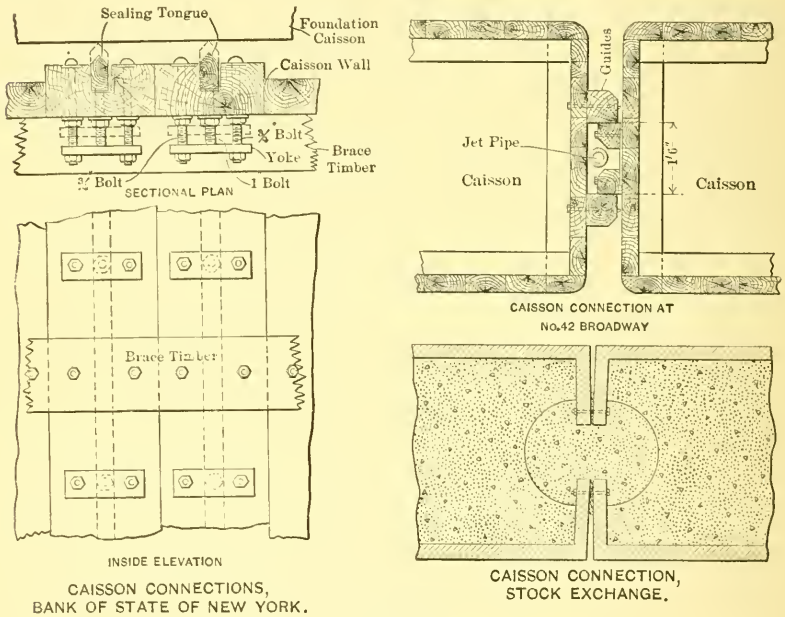 Sealing Tongue
Foundation
Caisson
Caisson Wall
¾" Bolt
Yoke
Brace
Timber
¾" Bolt
1 Bolt
SECTIONAL PLAN
Brace Timber
INSIDE ELEVATION
CAISSON CONNECTIONS,
BANK OF STATE OF NEW YORK.
Guides
Jet Pipe
1'6"
Caisson
Caisson
CAISSON CONNECTION AT
No.42 BROADWAY
CAISSON CONNECTION,
STOCK EXCHANGE.